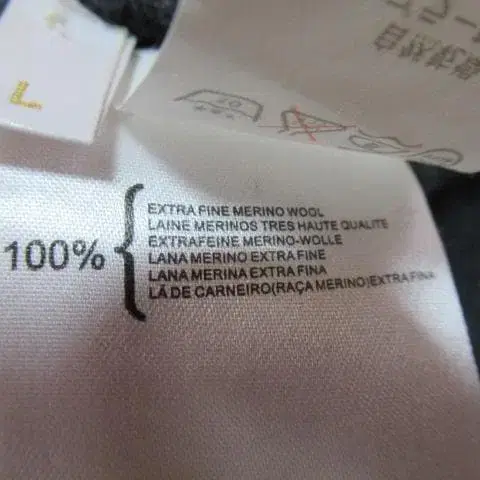 L
100%
EXTRA FINE MERINO WOOL
LAINE MERINOS TRES HAUTE QUALITE
EXTRAFEINE MERINO-WOLLE
LANA MERINO EXTRA FINE
LANA MERINA EXTRA FINA
LÃ DE CARNEIRO(RAÇA MERINO)EXTRA FINA